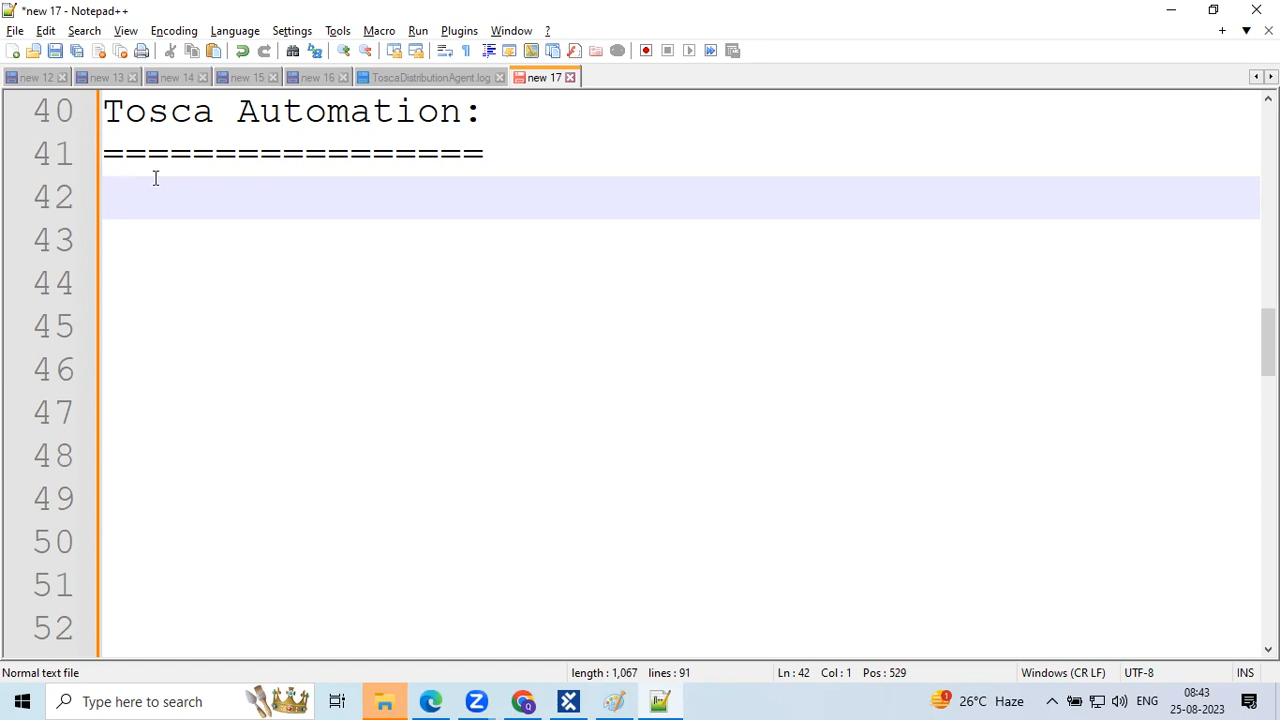 *new 17 - Notepad++
File Edit Search View Encoding Language Settings Tools Macro Run Plugins Window ?
new 12 new 13 new 14 new 15 new 16 ToscaDistributionAgent.log new 17
40 Tosca Automation:
41 =================
42
43
44
45
46
47
48
49
50
51
52
Normal text file length : 1,067 lines : 91 Ln : 42 Col : 1 Pos : 529 Windows (CR LF) UTF-8 INS
Type here to search 26°C Haze ENG 08:43
25-08-2023